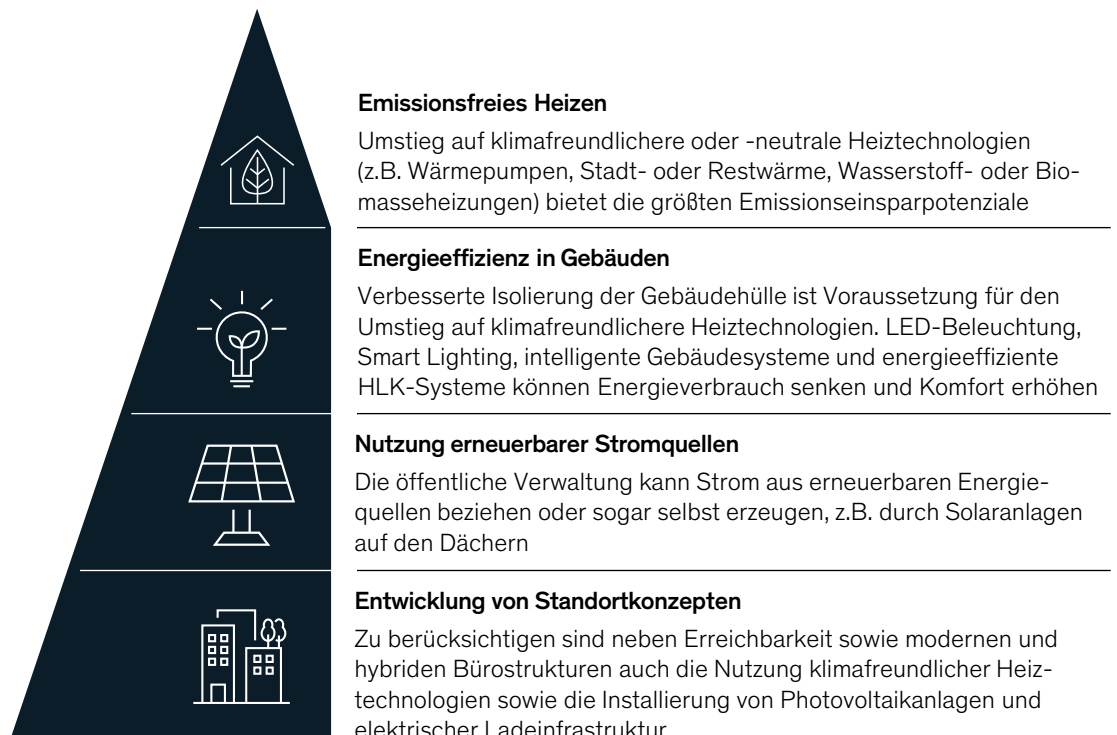 Emissionsfreies Heizen
Umstieg auf klimafreundlichere oder -neutrale Heiztechnologien
(z.B. Wärmepumpen, Stadt- oder Restwärme, Wasserstoff- oder Bio-
masseheizungen) bietet die größten Emissionseinsparpotenziale
Energieeffizienz in Gebäuden
Verbesserte Isolierung der Gebäudehülle ist Voraussetzung für den
Umstieg auf klimafreundlichere Heiztechnologien. LED-Beleuchtung,
Smart Lighting, intelligente Gebäudesysteme und energieeffiziente
HLK-Systeme können Energieverbrauch senken und Komfort erhöhen
Nutzung erneuerbarer Stromquellen
Die öffentliche Verwaltung kann Strom aus erneuerbaren Energie-
quellen beziehen oder sogar selbst erzeugen, z.B. durch Solaranlagen
auf den Dächern
Entwicklung von Standortkonzepten
Zu berücksichtigen sind neben Erreichbarkeit sowie modernen und
hybriden Bürostrukturen auch die Nutzung klimafreundlicher Heiz-
technologien sowie die Installierung von Photovoltaikanlagen und
elektrischer Ladeinfrastruktur